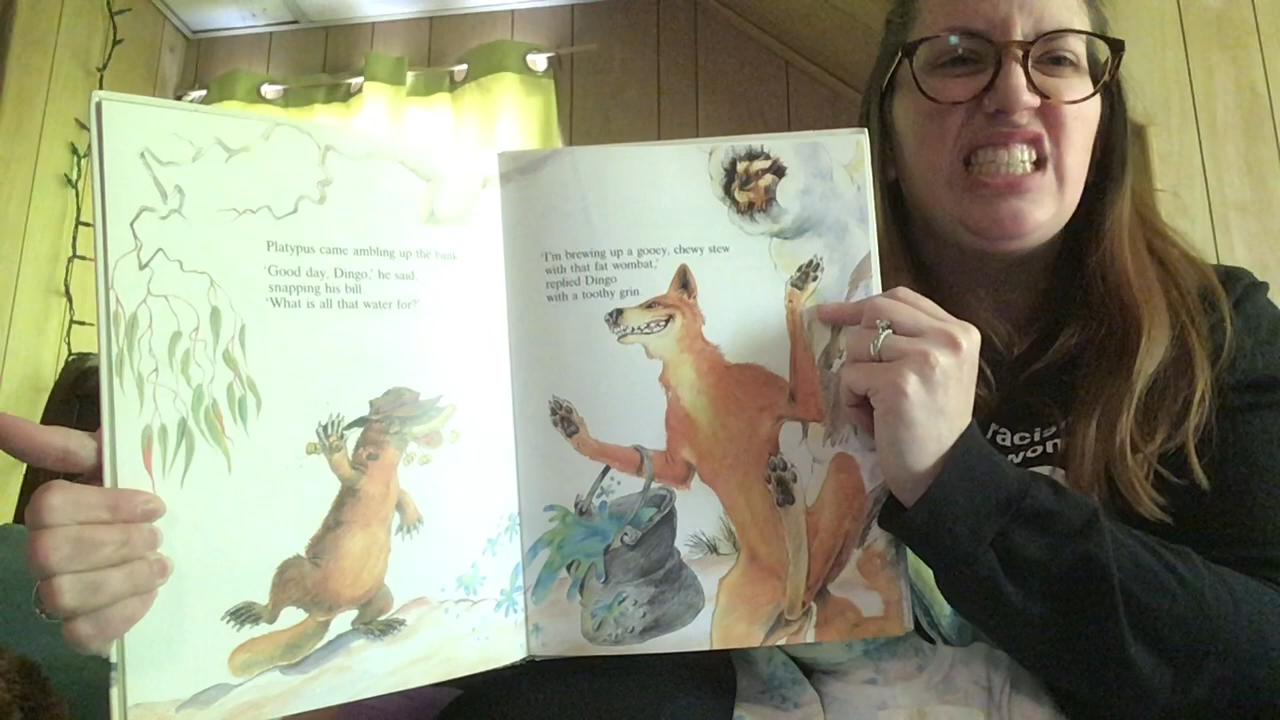 Platypus came ambling up the bank.
'Good day, Dingo,' he said,
snapping his bill.
'What is all that water for?'
'I'm brewing up a gooey, chewy stew
with that fat wombat,'
replied Dingo
with a toothy grin.